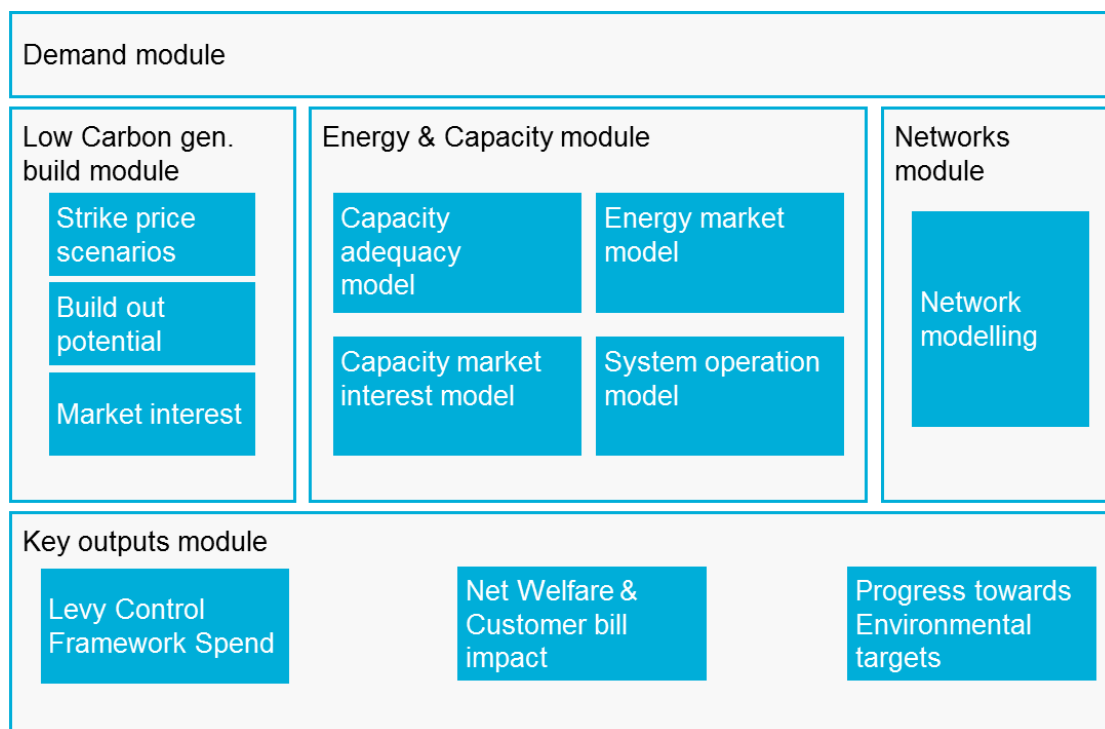 Demand module
Low Carbon gen.
build module
Strike price
scenarios
Build out
potential
Market interest
Energy & Capacity module
Capacity
adequacy
model
Energy market
model
Capacity market
interest model
System operation
model
Networks
module
Network
modelling
Key outputs module
Levy Control
Framework Spend
Net Welfare &
Customer bill
impact
Progress towards
Environmental
targets